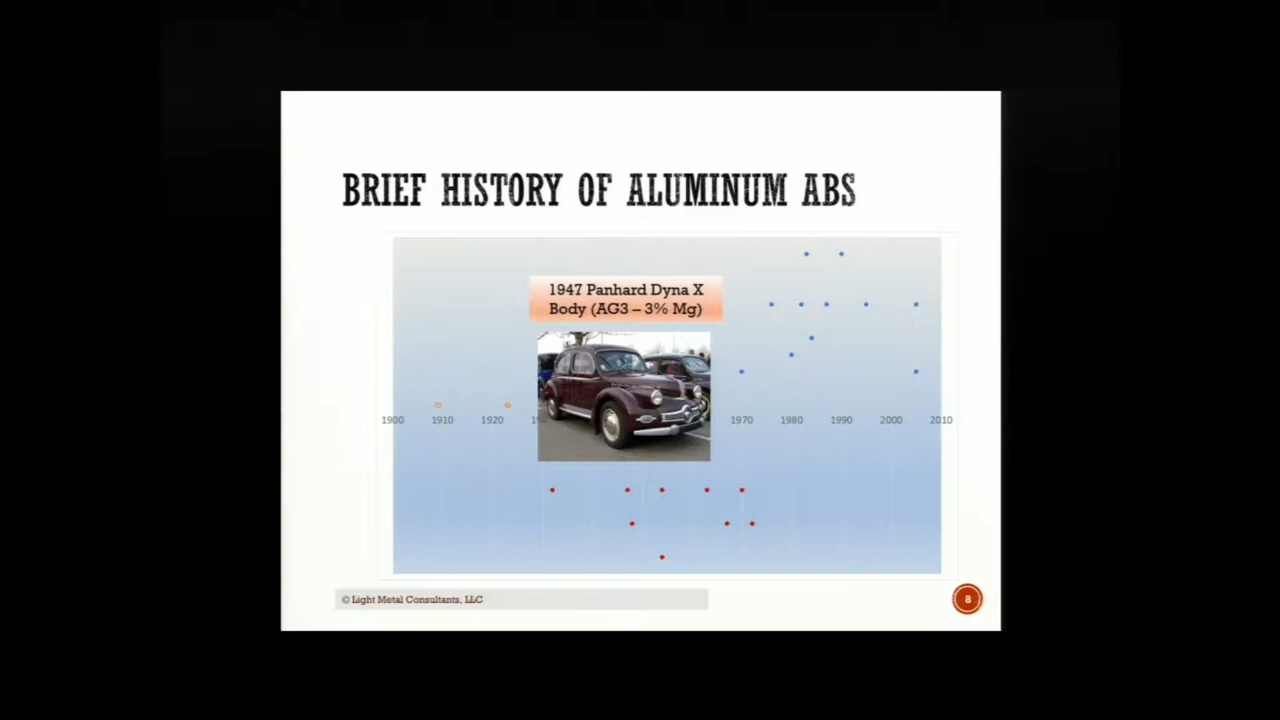 BRIEF HISTORY OF ALUMINUM ABS
1947 Panhard Dyna X
Body (AG3 – 3% Mg)
1900 1910 1920 1970 1980 1990 2000 2010
© Light Metal Consultants, LLC
8